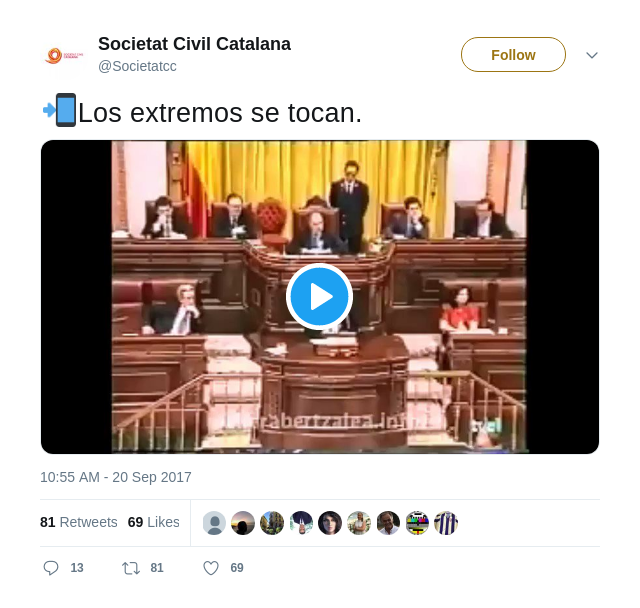 Societat Civil Catalana
@Societatcc
Follow
Los extremos se tocan.
tve1
10:55 AM - 20 Sep 2017
81 Retweets 69 Likes
13 81 69